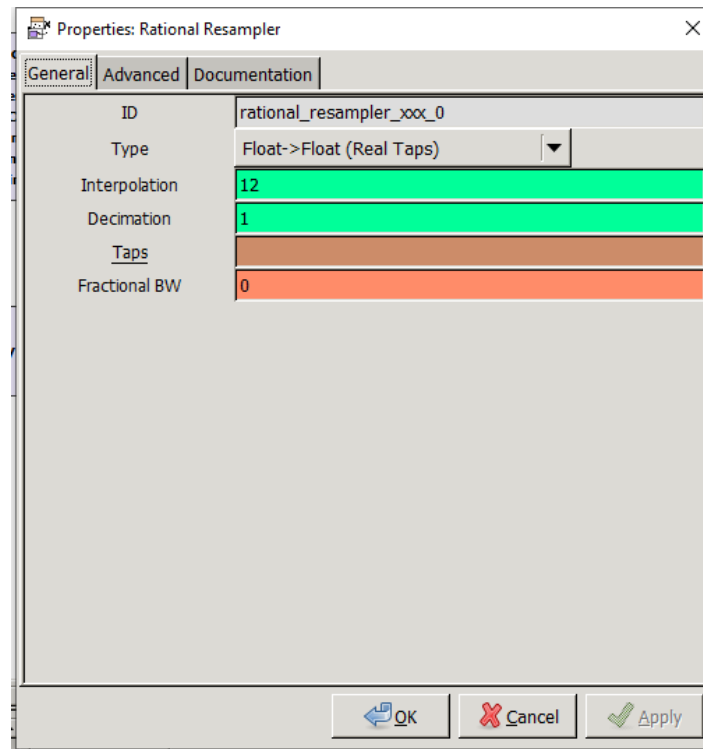 Properties: Rational Resampler
General Advanced Documentation
ID rational_resampler_xxx_0
Type Float->Float (Real Taps)
Interpolation 12
Decimation 1
Taps
Fractional BW 0
OK Cancel Apply